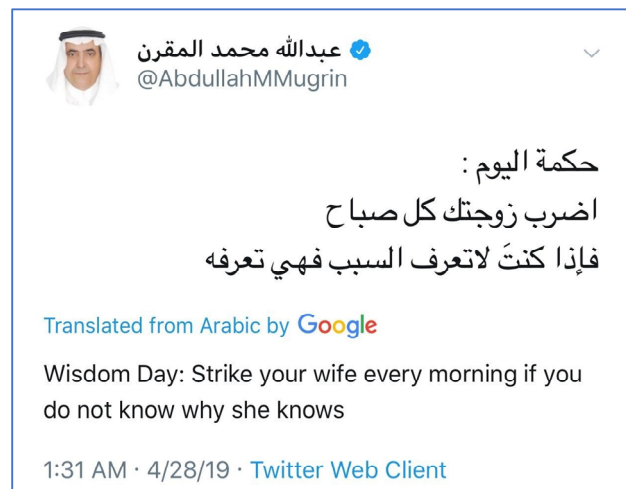 عبدالله محمد المقرن
@AbdullahMMugrin
حكمة اليوم :
اضرب زوجتك كل صباح
فإذا كنتَ لاتعرف السبب فهي تعرفه
Translated from Arabic by Google
Wisdom Day: Strike your wife every morning if you
do not know why she knows
1:31 AM · 4/28/19 · Twitter Web Client